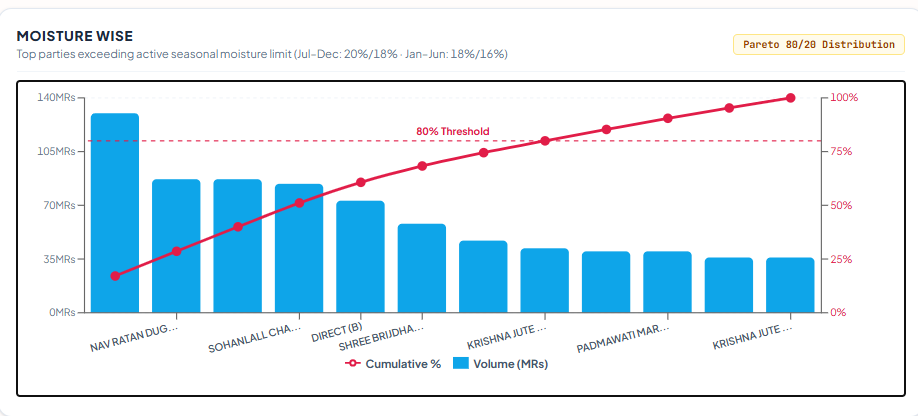 MOISTURE WISE
Top parties exceeding active seasonal moisture limit (Jul–Dec: 20%/18% · Jan–Jun: 18%/16%)
Pareto 80/20 Distribution
140MRs
105MRs
70MRs
35MRs
0MRs
80% Threshold
100%
75%
50%
25%
0%
NAV RATAN DUG...
SOHANLALL CHA...
DIRECT (B)
SHREE BRIJDHA...
KRISHNA JUTE ...
PADMAWATI MAR...
KRISHNA JUTE ...
Cumulative % Volume (MRs)